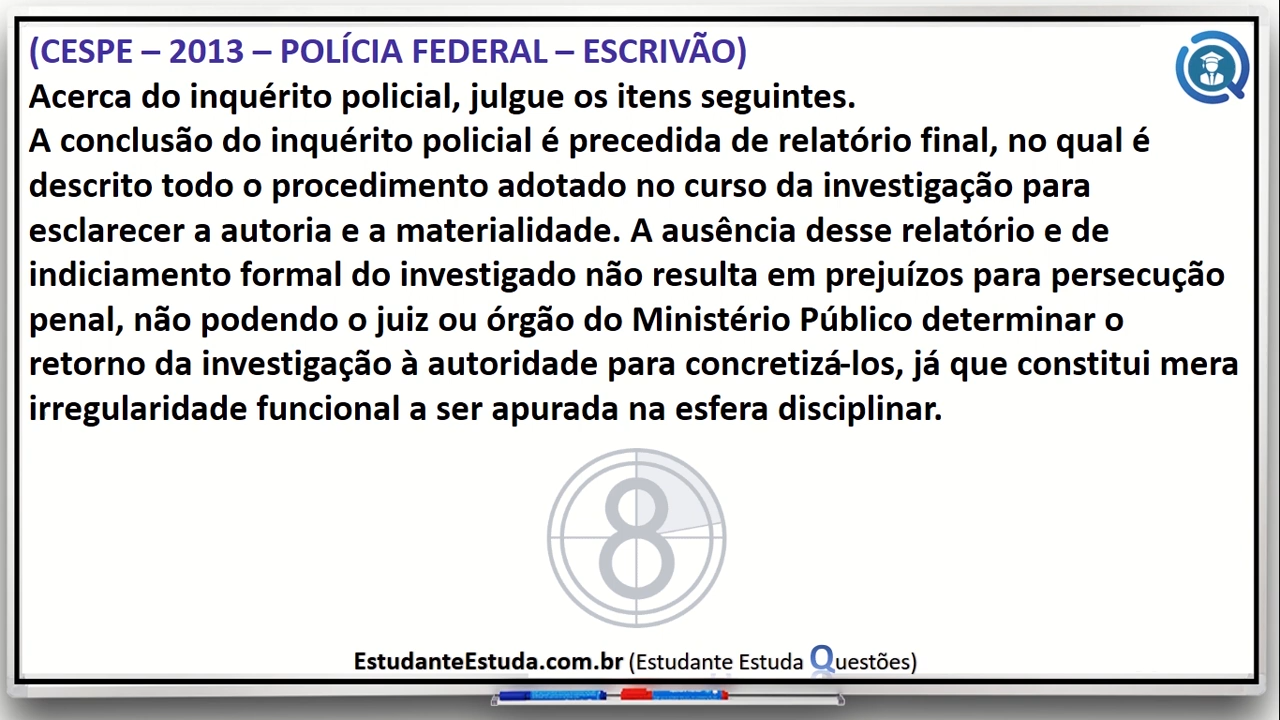 (CESPE – 2013 – POLÍCIA FEDERAL – ESCRIVÃO)
Acerca do inquérito policial, julgue os itens seguintes.
A conclusão do inquérito policial é precedida de relatório final, no qual é
descrito todo o procedimento adotado no curso da investigação para
esclarecer a autoria e a materialidade. A ausência desse relatório e de
indiciamento formal do investigado não resulta em prejuízos para persecução
penal, não podendo o juiz ou órgão do Ministério Público determinar o
retorno da investigação à autoridade para concretizá-los, já que constitui mera
irregularidade funcional a ser apurada na esfera disciplinar.
8
EstudanteEstuda.com.br (Estudante Estuda Questões)